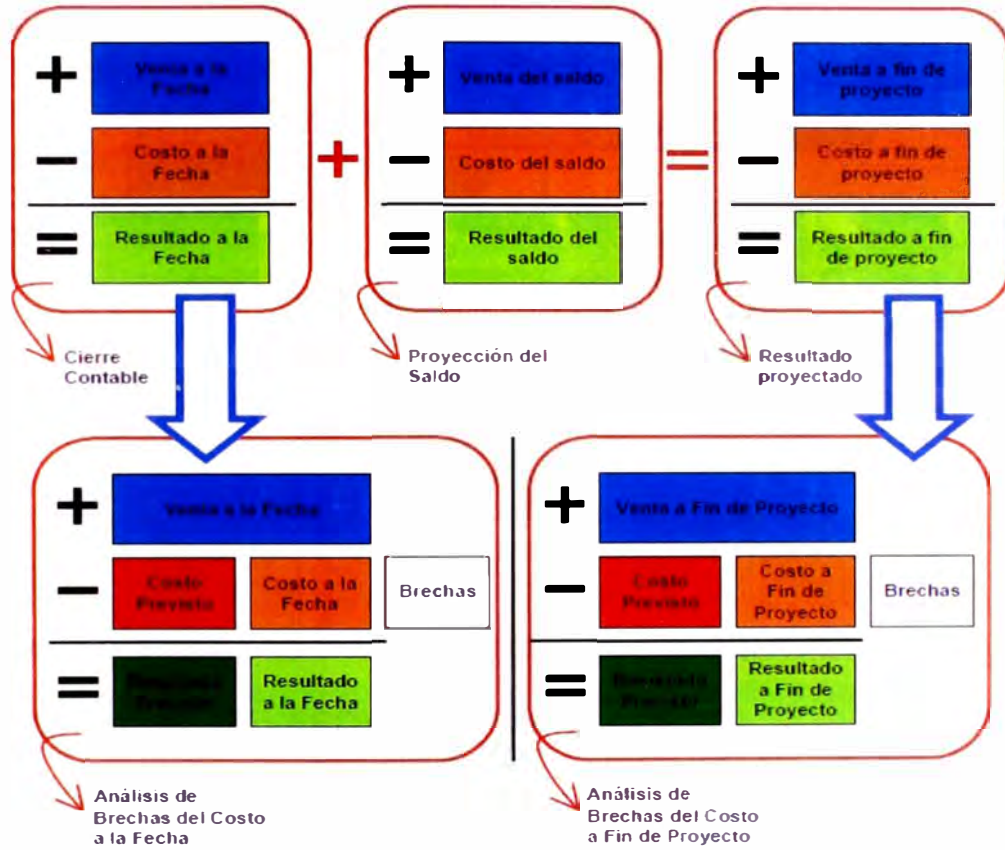 + Venta a la
Fecha
− Costo a la
Fecha
= Resultado a la
Fecha
+
+ Venta del saldo
− Costo del saldo
= Resultado del
saldo
=
+ Venta a fin de
proyecto
− Costo a fin de
proyecto
= Resultado a fin
de proyecto
Cierre
Contable
Proyección del
Saldo
Resultado
proyectado
+ Venta a la Fecha
− Costo
Previsto
Costo a la
Fecha
Brechas
= Resultado
a la Fecha
Análisis de
Brechas del Costo
a la Fecha
+ Venta a Fin de Proyecto
− Costo
Previsto
Costo a
Fin de
Proyecto
Brechas
= Resultado
a Fin de
Proyecto
Análisis de
Brechas del Costo
a Fin de Proyecto